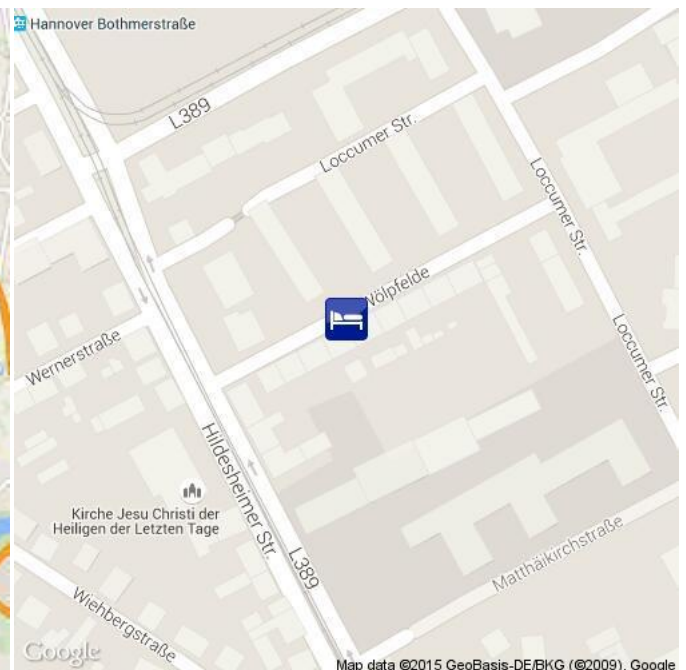 Hannover Bothmerstraße
L389
Loccumer Str.
Loccumer Str.
Wölpfelde
Wernerstraße
Loccumer Str.
Hildesheimer Str.
Kirche Jesu Christi der
Heiligen der Letzten Tage
L389
Matthäikirchstraße
Wiehbergstraße
Google
Map data ©2015 GeoBasis-DE/BKG (©2009), Google